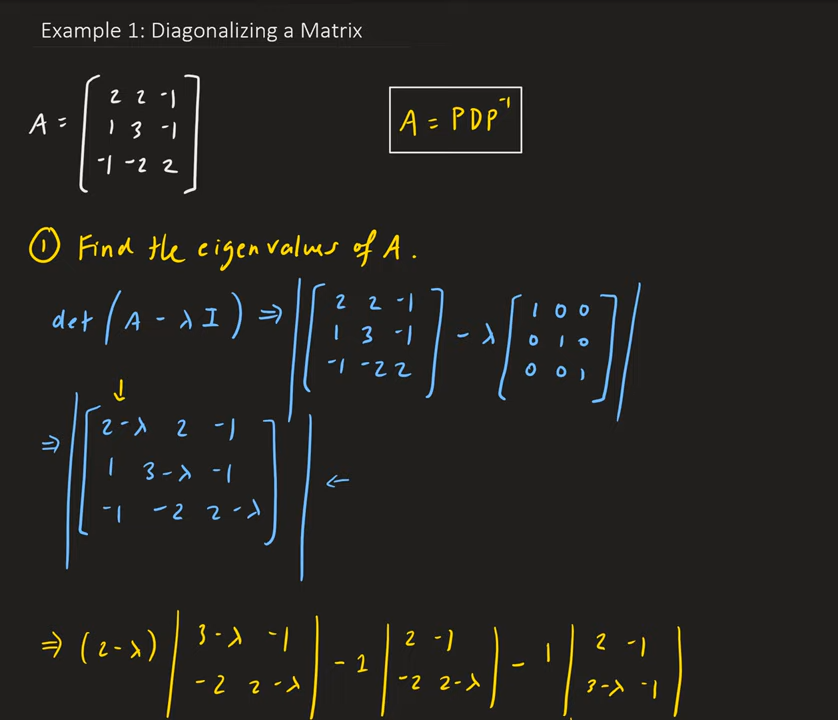 Example 1: Diagonalizing a Matrix
A = [ 2 2 -1
1 3 -1
-1 -2 2 ]
A = PDP⁻¹
① Find the eigenvalues of A.
det ( A - λ I ) ⇒ | [ 2 2 -1
1 3 -1
-1 -2 2 ] - λ [ 1 0 0
0 1 0
0 0 1 ] |
↓
⇒ | [ 2-λ 2 -1
1 3-λ -1
-1 -2 2-λ ] | ←
⇒ (2-λ) | 3-λ -1
-2 2-λ | - 1 | 2 -1
-2 2-λ | - 1 | 2 -1
3-λ -1 |